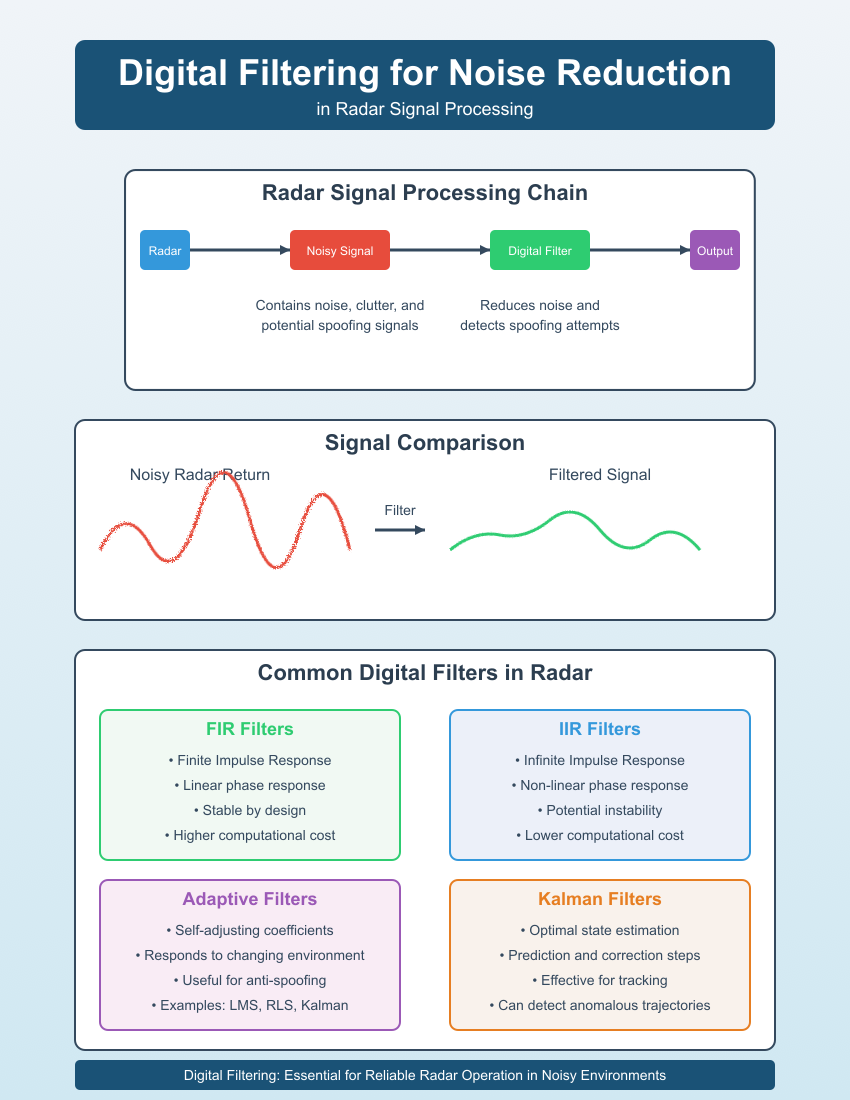 Digital Filtering for Noise Reduction
in Radar Signal Processing
Radar Signal Processing Chain
Radar
Noisy Signal
Digital Filter
Output
Contains noise, clutter, and
potential spoofing signals
Reduces noise and
detects spoofing attempts
Signal Comparison
Noisy Radar Return
Filter
Filtered Signal
Common Digital Filters in Radar
FIR Filters
• Finite Impulse Response
• Linear phase response
• Stable by design
• Higher computational cost
IIR Filters
• Infinite Impulse Response
• Non-linear phase response
• Potential instability
• Lower computational cost
Adaptive Filters
• Self-adjusting coefficients
• Responds to changing environment
• Useful for anti-spoofing
• Examples: LMS, RLS, Kalman
Kalman Filters
• Optimal state estimation
• Prediction and correction steps
• Effective for tracking
• Can detect anomalous trajectories
Digital Filtering: Essential for Reliable Radar Operation in Noisy Environments